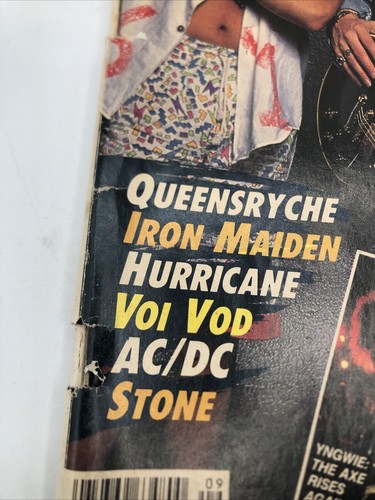 QUEENSRYCHE
IRON MAIDEN
HURRICANE
VOI VOD
AC/DC
STONE
YNGWIE:
THE AXE
RISES
09